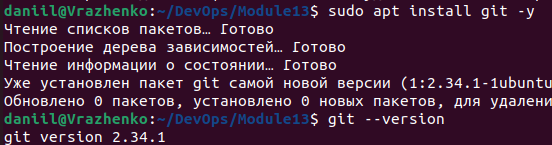 daniil@Vrazhenko:~/DevOps/Module13$ sudo apt install git -y
Чтение списков пакетов… Готово
Построение дерева зависимостей… Готово
Чтение информации о состоянии… Готово
Уже установлен пакет git самой новой версии (1:2.34.1-1ubuntu
Обновлено 0 пакетов, установлено 0 новых пакетов, для удалени
daniil@Vrazhenko:~/DevOps/Module13$ git --version
git version 2.34.1